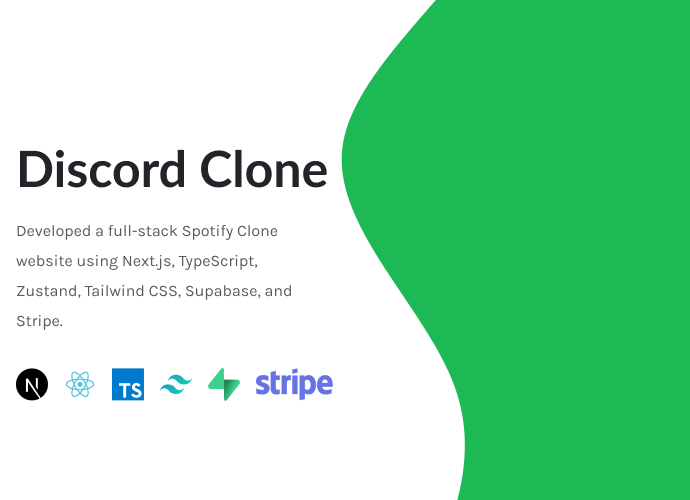 Discord Clone
Developed a full-stack Spotify Clone
website using Next.js, TypeScript,
Zustand, Tailwind CSS, Supabase, and
Stripe.
N TS stripe